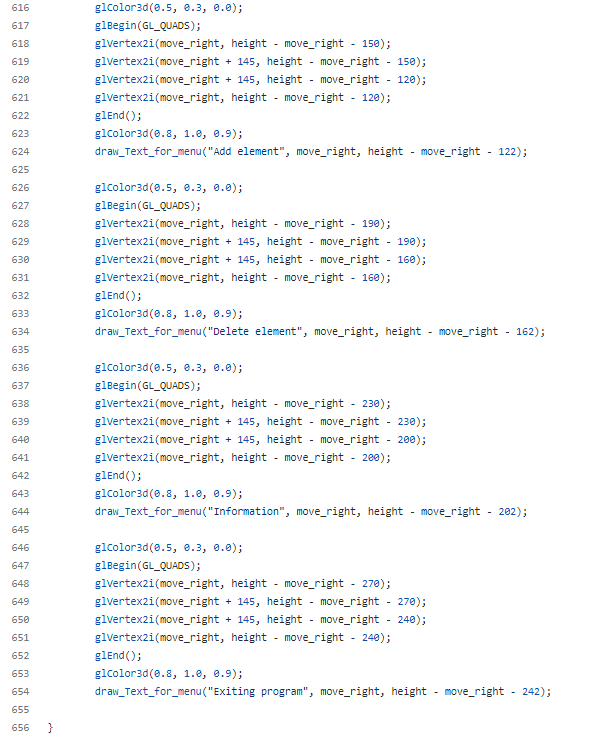 616 glColor3d(0.5, 0.3, 0.0);
617 glBegin(GL_QUADS);
618 glVertex2i(move_right, height - move_right - 150);
619 glVertex2i(move_right + 145, height - move_right - 150);
620 glVertex2i(move_right + 145, height - move_right - 120);
621 glVertex2i(move_right, height - move_right - 120);
622 glEnd();
623 glColor3d(0.8, 1.0, 0.9);
624 draw_Text_for_menu("Add element", move_right, height - move_right - 122);
625
626 glColor3d(0.5, 0.3, 0.0);
627 glBegin(GL_QUADS);
628 glVertex2i(move_right, height - move_right - 190);
629 glVertex2i(move_right + 145, height - move_right - 190);
630 glVertex2i(move_right + 145, height - move_right - 160);
631 glVertex2i(move_right, height - move_right - 160);
632 glEnd();
633 glColor3d(0.8, 1.0, 0.9);
634 draw_Text_for_menu("Delete element", move_right, height - move_right - 162);
635
636 glColor3d(0.5, 0.3, 0.0);
637 glBegin(GL_QUADS);
638 glVertex2i(move_right, height - move_right - 230);
639 glVertex2i(move_right + 145, height - move_right - 230);
640 glVertex2i(move_right + 145, height - move_right - 200);
641 glVertex2i(move_right, height - move_right - 200);
642 glEnd();
643 glColor3d(0.8, 1.0, 0.9);
644 draw_Text_for_menu("Information", move_right, height - move_right - 202);
645
646 glColor3d(0.5, 0.3, 0.0);
647 glBegin(GL_QUADS);
648 glVertex2i(move_right, height - move_right - 270);
649 glVertex2i(move_right + 145, height - move_right - 270);
650 glVertex2i(move_right + 145, height - move_right - 240);
651 glVertex2i(move_right, height - move_right - 240);
652 glEnd();
653 glColor3d(0.8, 1.0, 0.9);
654 draw_Text_for_menu("Exiting program", move_right, height - move_right - 242);
655
656 }